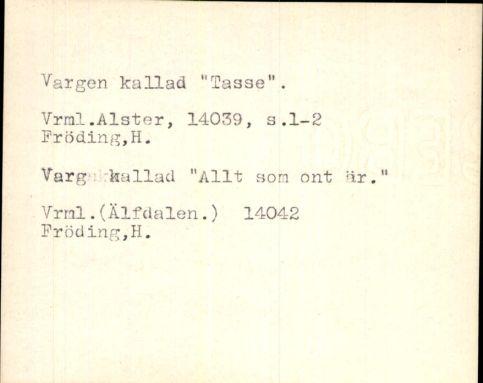 Vargen kallad "Tasse".
Vrml.Alster, 14039, s.1-2
Fröding,H.
Varg kallad "Allt som ont är."
Vrml.(Älfdalen.) 14042
Fröding,H.